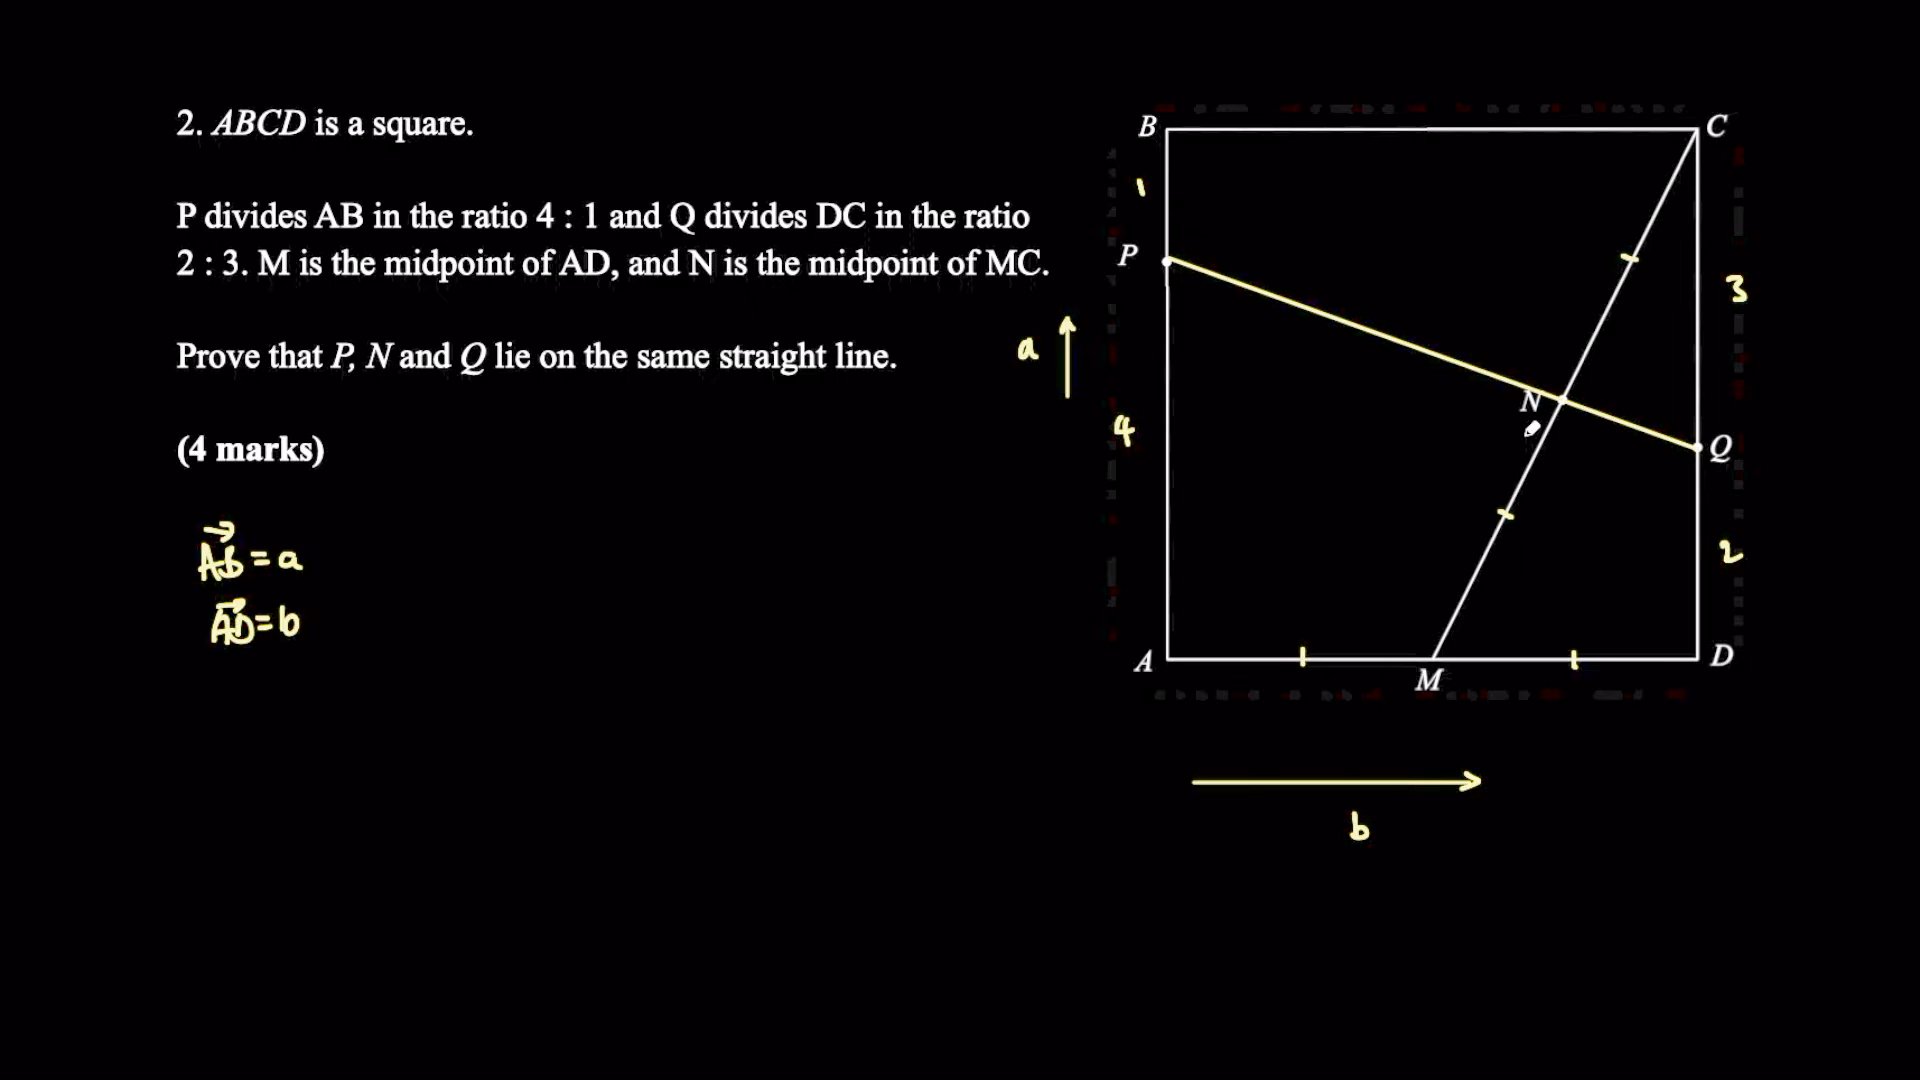 2. ABCD is a square.
P divides AB in the ratio 4 : 1 and Q divides DC in the ratio
2 : 3. M is the midpoint of AD, and N is the midpoint of MC.
Prove that P, N and Q lie on the same straight line.
(4 marks)
AB = a
AD = b
B
C
1
P
3
a
4
N
Q
2
A
M
D
b